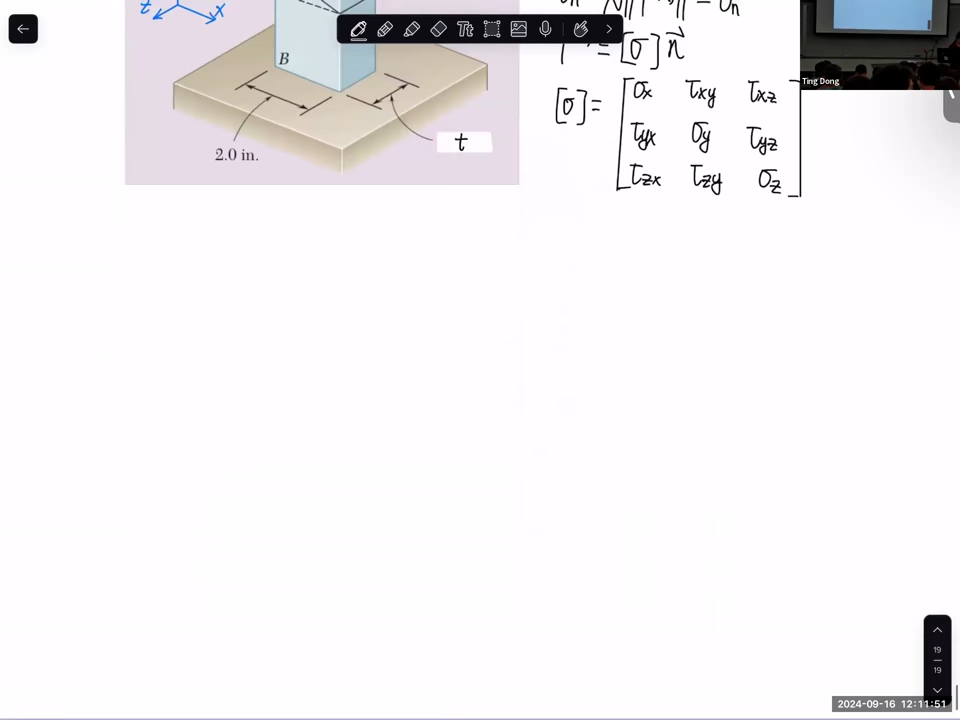 t
x
B
2.0 in.
t
= [σ] n⃗
[σ] = [σx τxy τxz
τyx σy τyz
τzx τzy σz]
Tt
Ting Dong
19
19
2024-09-16 12:11:51